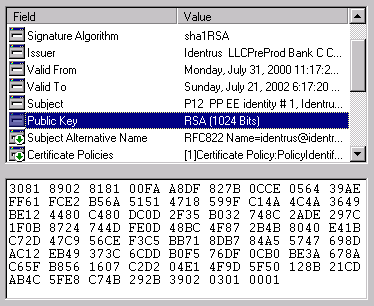 Field Value
Signature Algorithm sha1RSA
Issuer Identrus LLCPreProd Bank C C...
Valid From Monday, July 31, 2000 11:17:2...
Valid To Sunday, July 21, 2002 6:17:20 ...
Subject P12 PP EE identity # 1, Identru...
Public Key RSA (1024 Bits)
Subject Alternative Name RFC822 Name=identrus@identr...
Certificate Policies [1]Certificate Policy:PolicyIdentif...
3081 8902 8181 00FA A8DF 827B 0CCE 0564 39AE
FF61 FCE2 B56A 5151 4718 599F C14A 4C4A 3649
BE12 4480 C480 DC0D 2F35 B032 748C 2ADE 297C
1F0B 8724 744D FE0D 48BC 4F87 2B4B 8040 E41B
C72D 47C9 56CE F3C5 BB71 8DB7 84A5 5747 698D
AC12 EB49 373C 6CDD B0F5 76DF 0CB0 BE3A 678A
C65F B856 1607 C2D2 04E1 4F9D 5F50 128B 21CD
AB4C 5FE8 C74B 292B 3902 0301 0001